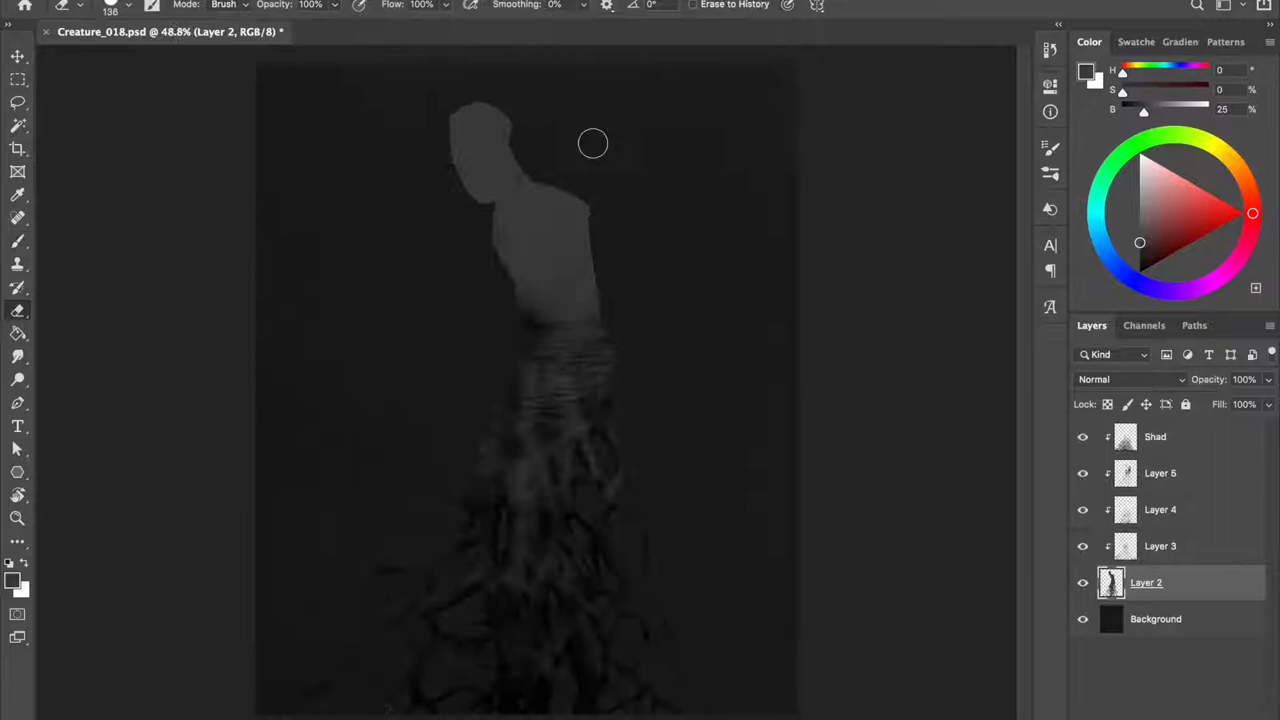 136 Mode: Brush Opacity: 100% Flow: 100% Smoothing: 0% 0° Erase to History
Creature_018.psd @ 48.8% (Layer 2, RGB/8) *
Color Swatche Gradien Patterns
H 0 °
S 0 %
B 25 %
A|
A
Layers Channels Paths
Kind T
Normal Opacity: 100%
Lock: Fill: 100%
Shad
Layer 5
Layer 4
Layer 3
Layer 2
Background
T